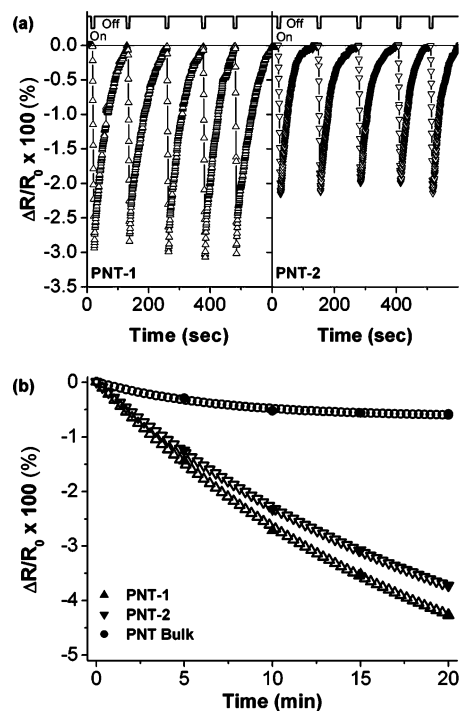 (a)
Off
Off
On
On
0.0
-0.5
-1.0
-1.5
-2.0
-2.5
-3.0
-3.5
ΔR/R0 x 100 (%)
PNT-1
PNT-2
0 200 400 0 200 400
Time (sec)
Time (sec)
(b)
0
-1
-2
-3
-4
-5
ΔR/R0 x 100 (%)
PNT-1
PNT-2
PNT Bulk
0 5 10 15 20
Time (min)